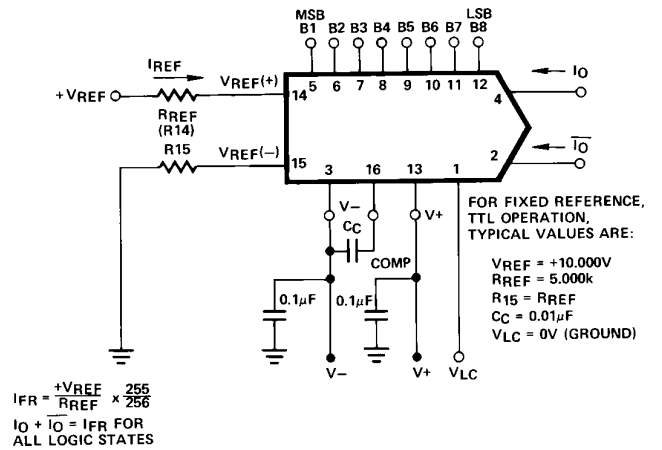 MSB LSB
B1 B2 B3 B4 B5 B6 B7 B8
IREF
VREF(+)
5 6 7 8 9 10 11 12
IO
+VREF
14
4
RREF
(R14)
R15
VREF(−)
15
IO
2
3 16 13 1
V−
CC
V+
COMP
0.1μF
0.1μF
V− V+ VLC
FOR FIXED REFERENCE,
TTL OPERATION,
TYPICAL VALUES ARE:
VREF = +10.000V
RREF = 5.000k
R15 = RREF
CC = 0.01μF
VLC = 0V (GROUND)
IFR = +VREF/RREF x 255/256
IO + IO = IFR FOR
ALL LOGIC STATES